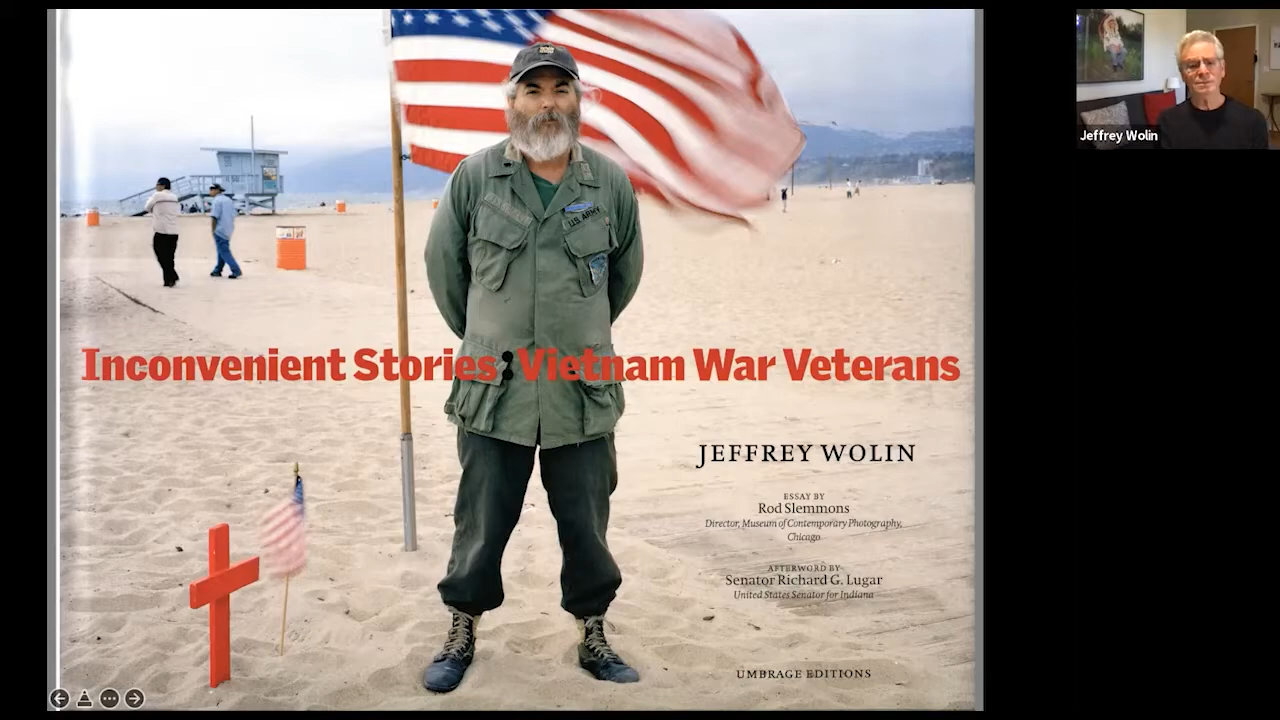 Inconvenient Stories: Vietnam War Veterans
JEFFREY WOLIN
ESSAY BY
Rod Slemmons
Director, Museum of Contemporary Photography,
Chicago
AFTERWORD BY
Senator Richard G. Lugar
United States Senator for Indiana
UMBRAGE EDITIONS
U.S. ARMY
Jeffrey Wolin